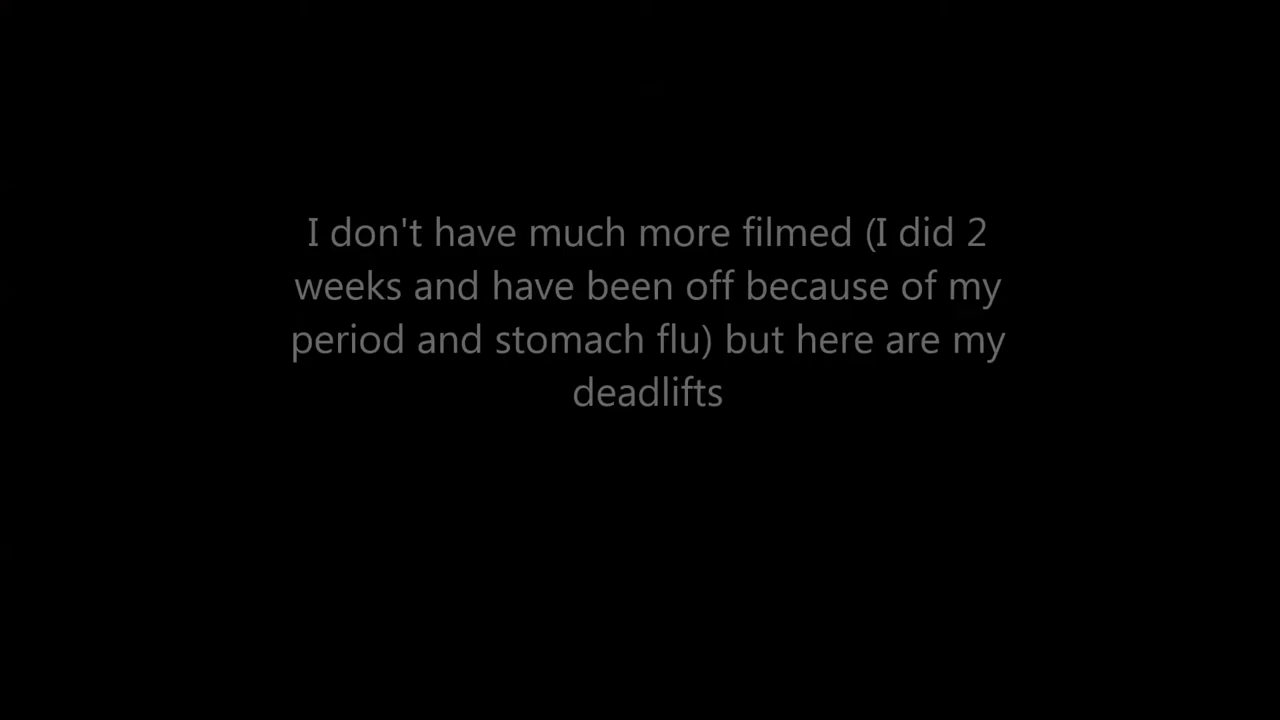 I don't have much more filmed (I did 2
weeks and have been off because of my
period and stomach flu) but here are my
deadlifts